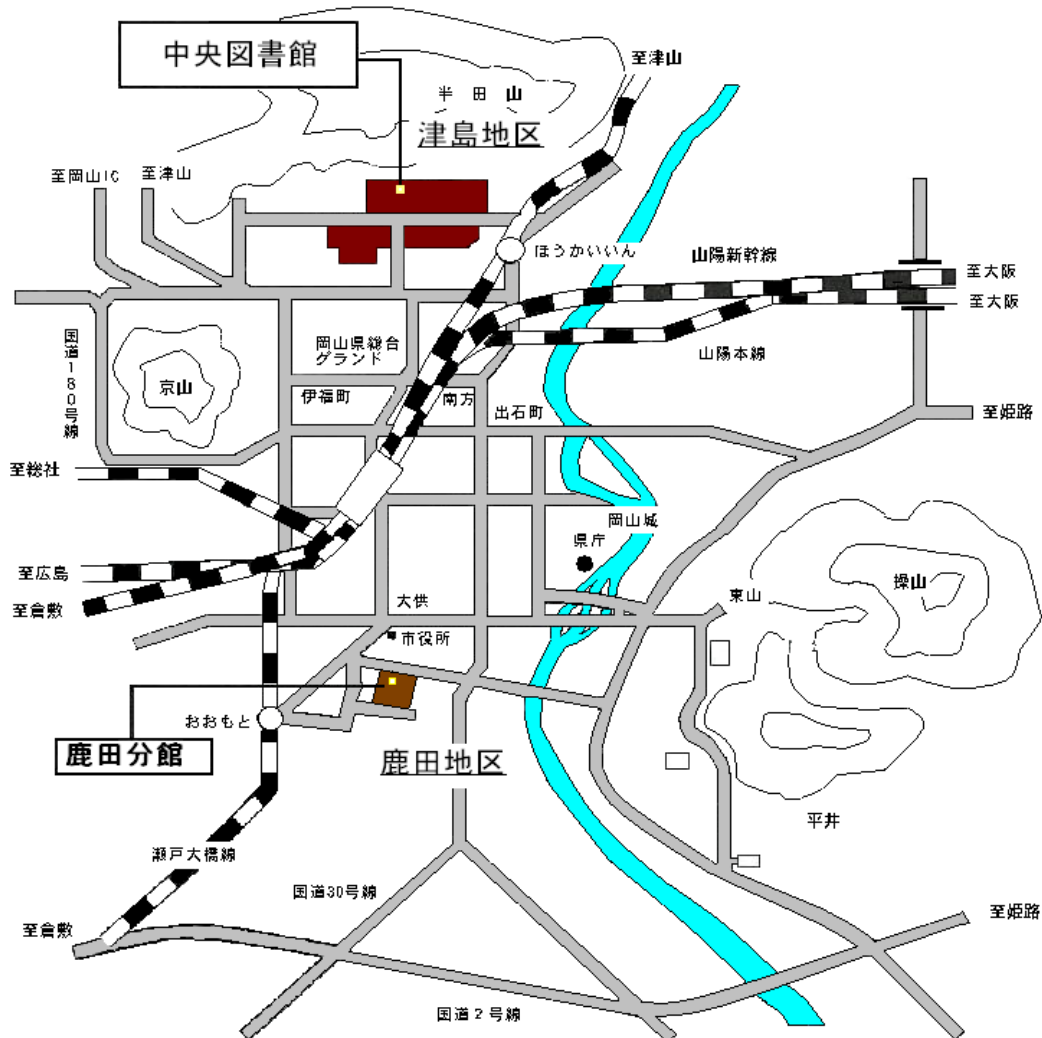 中央図書館
至津山
半田山
津島地区
至岡山IC
至津山
ほうかいいん
山陽新幹線
至大阪
至大阪
国道180号線
岡山県総合
グランド
山陽本線
京山
伊福町
南方
出石町
至姫路
至総社
岡山城
県庁
至広島
操山
至倉敷
大供
東山
市役所
おおもと
鹿田分館
鹿田地区
平井
瀬戸大橋線
国道30号線
至姫路
至倉敷
国道2号線